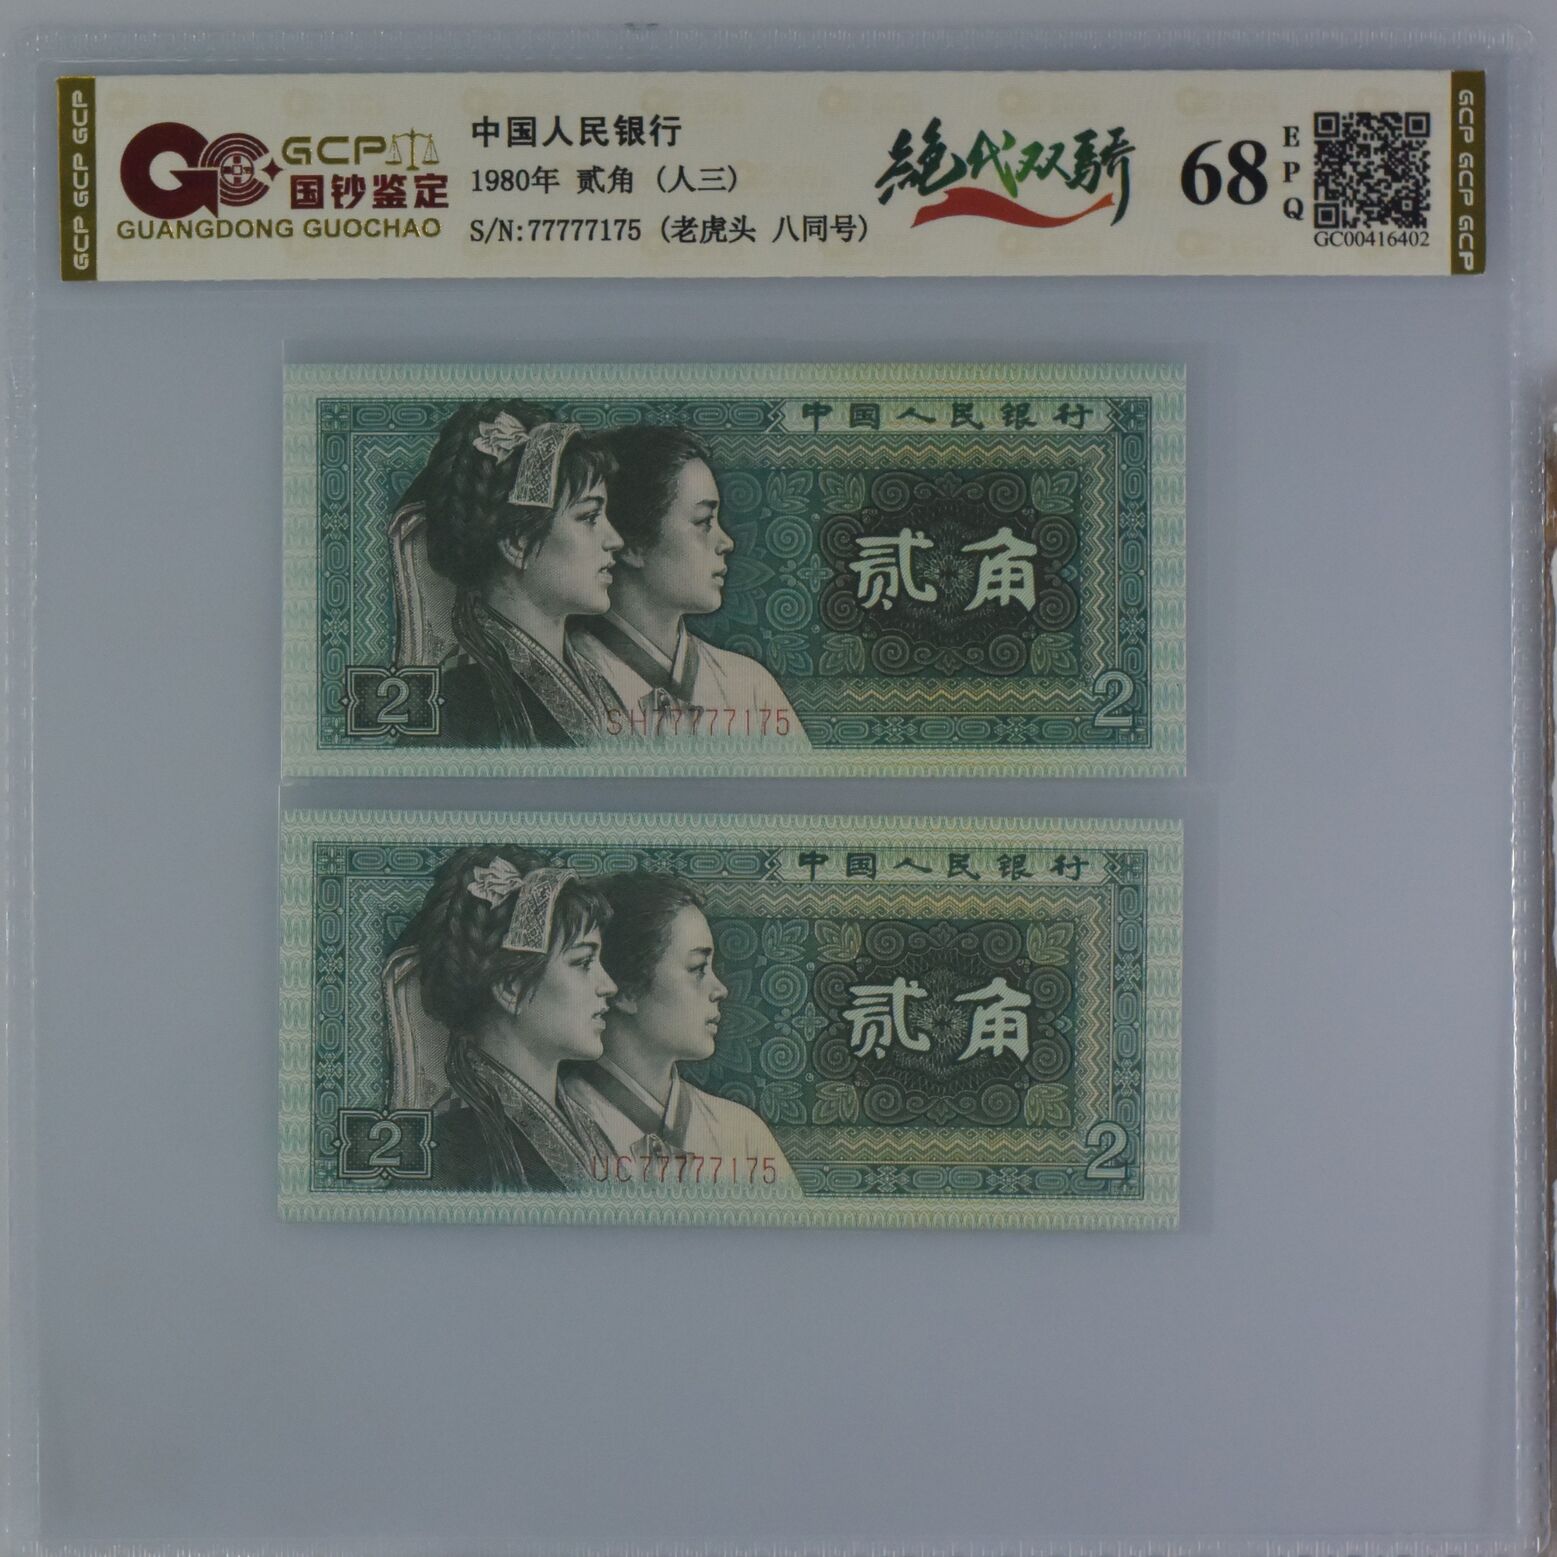 GCP GCP GCP
GCP
国钞鉴定
GUANGDONG GUOCHAO
中国人民银行
1980年 贰角 (人三)
S/N:77777175 (老虎头 八同号)
絶代双骄
68
EPQ
GC00416402
GCP GCP GCP
中国人民银行
贰角
2
SH77777175
2
中国人民银行
贰角
2
UC77777175
2